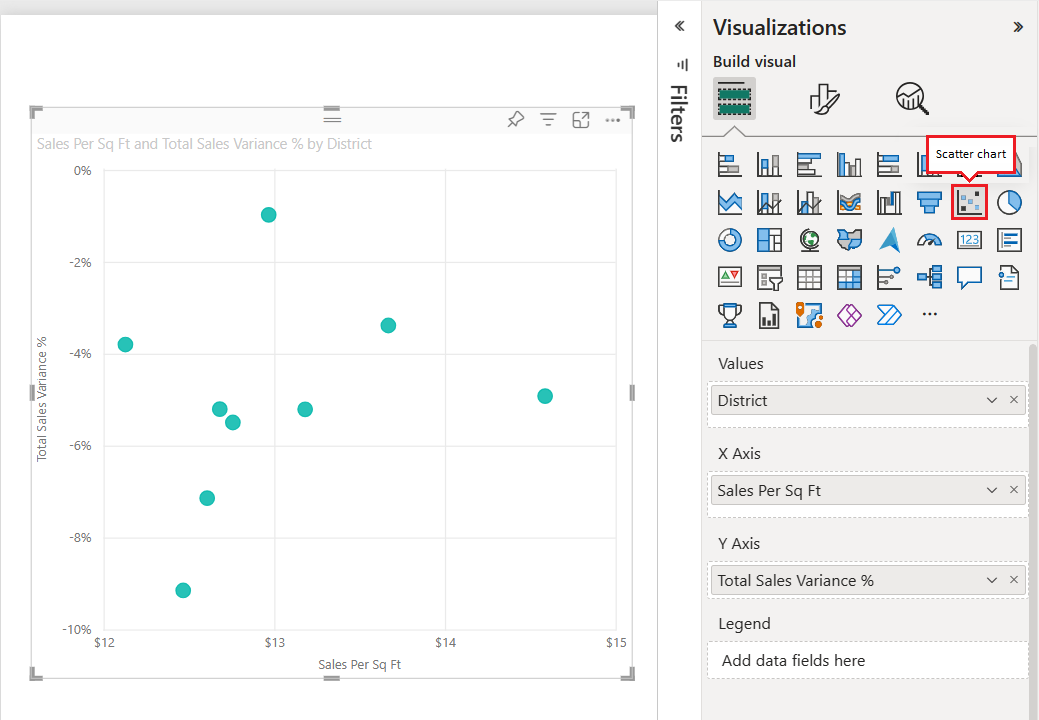 Sales Per Sq Ft and Total Sales Variance % by District
0%
-2%
-4%
-6%
-8%
-10%
Total Sales Variance %
$12
$13
$14
$15
Sales Per Sq Ft
Filters
Visualizations
Build visual
Scatter chart
123
Values
District
X Axis
Sales Per Sq Ft
Y Axis
Total Sales Variance %
Legend
Add data fields here